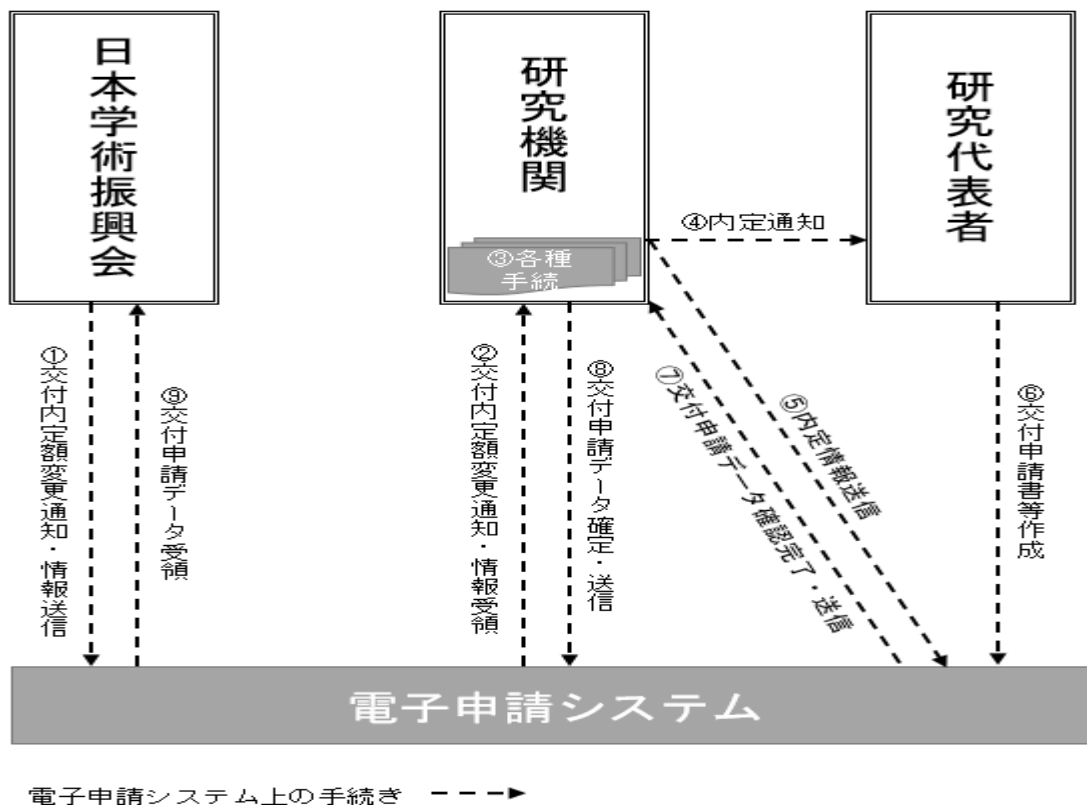 日本学術振興会
研究機関
研究代表者
③各種
手続
④内定通知
①交付内定額変更通知・情報送信
⑨交付申請データ受領
②交付内定額変更通知・情報受領
⑧交付申請データ確定・送信
⑦交付申請データ確認完了・送信
⑤内定情報送信
⑥交付申請書等作成
電子申請システム
電子申請システム上の手続き